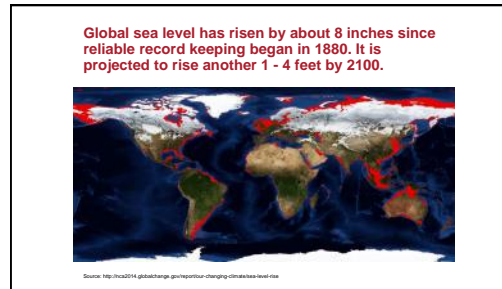 Global sea level has risen by about 8 inches since
reliable record keeping began in 1880. It is
projected to rise another 1 - 4 feet by 2100.
Source: http://nca2014.globalchange.gov/report/our-changing-climate/sea-level-rise